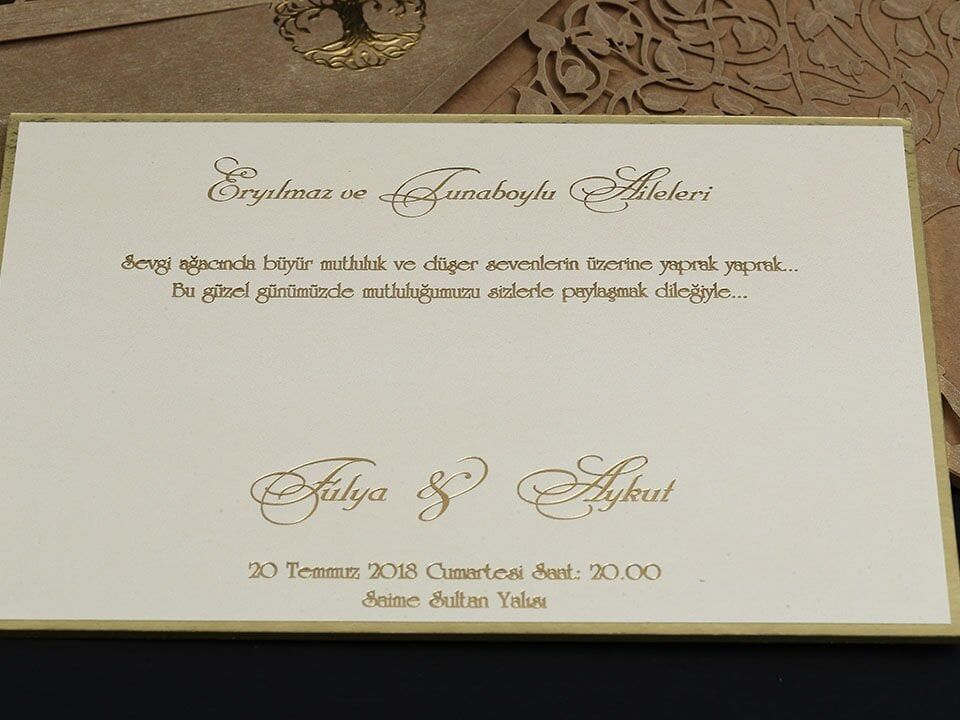 Eryılmaz ve Tunaboylu Aileleri
Sevgi ağacında büyür mutluluk ve düşer sevenlerin üzerine yaprak yaprak...
Bu güzel günümüzde mutluluğumuzu sizlerle paylaşmak dileğiyle...
Fulya & Aykut
20 Temmuz 2018 Cumartesi Saat: 20.00
Saime Sultan Yalısı